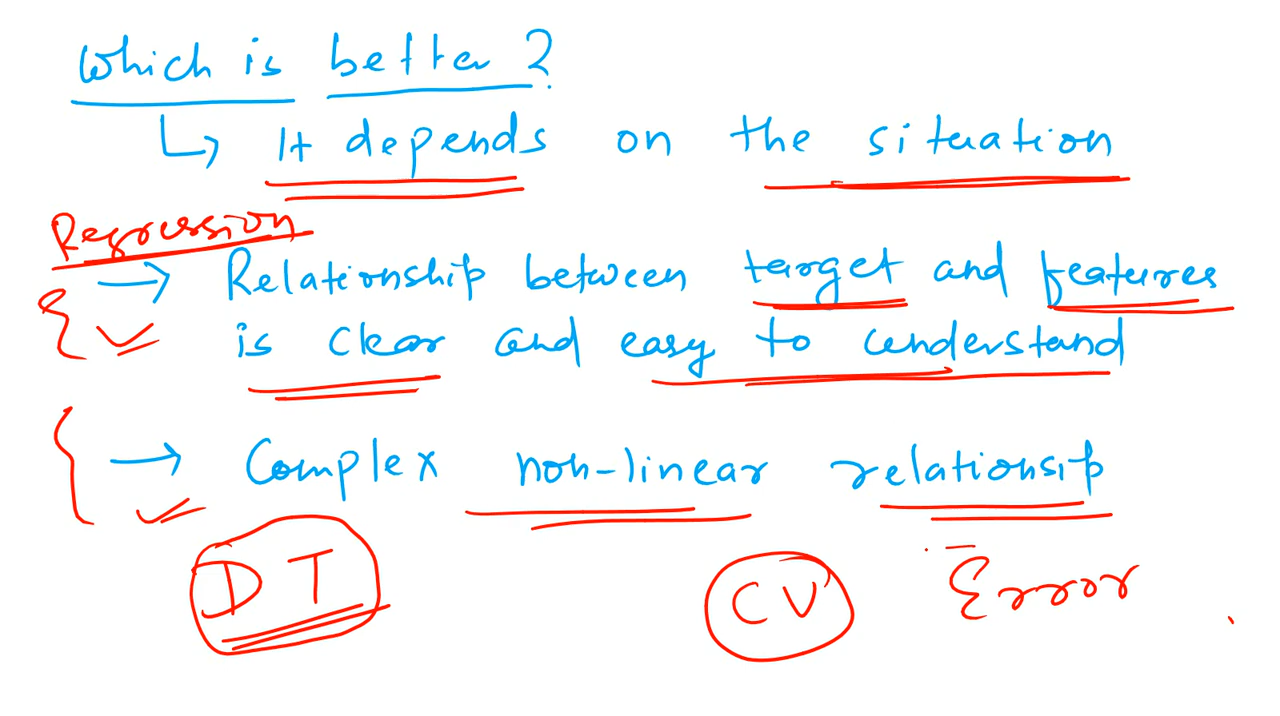 Which is better ?
↳ It depends on the situation
Regression
→ Relationship between target and features
is clear and easy to understand
→ Complex non-linear relationsip
DT CV Error